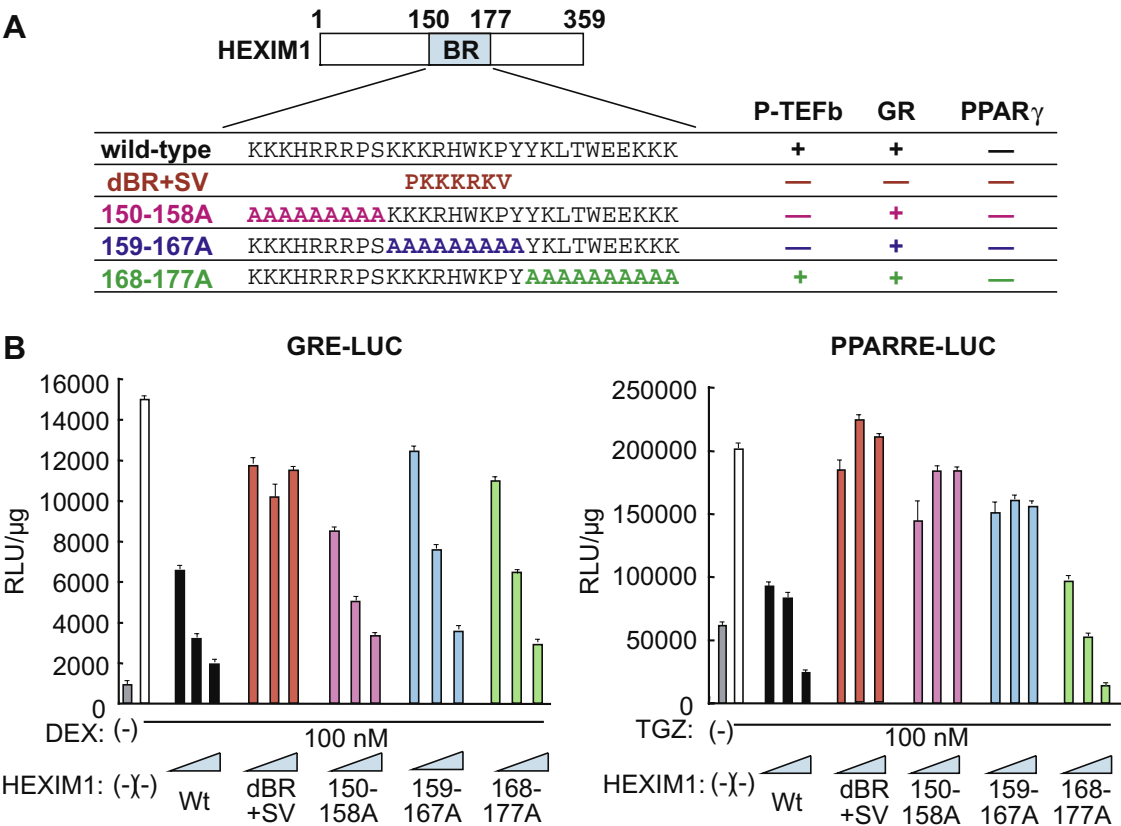 A
1 150 177 359
HEXIM1 BR
P-TEFb GR PPARγ
wild-type KKKHRRRPSKKKRHWKPYYKLTWEEKKK + + —
dBR+SV PKKKRKV — — —
150-158A AAAAAAAAAKKKRHWKPYYKLTWEEKKK — + —
159-167A KKKHRRRPSAAAAAAAAAYKLTWEEKKK — + —
168-177A KKKHRRRPSKKKRHWKPYAAAAAAAAAA + + —
B
GRE-LUC
16000
14000
12000
10000
8000
6000
4000
2000
0
RLU/µg
DEX: (-) 100 nM
HEXIM1: (-)(-) Wt dBR+SV 150-158A 159-167A 168-177A
PPARRE-LUC
250000
200000
150000
100000
50000
0
RLU/µg
TGZ: (-) 100 nM
HEXIM1: (-)(-) Wt dBR+SV 150-158A 159-167A 168-177A